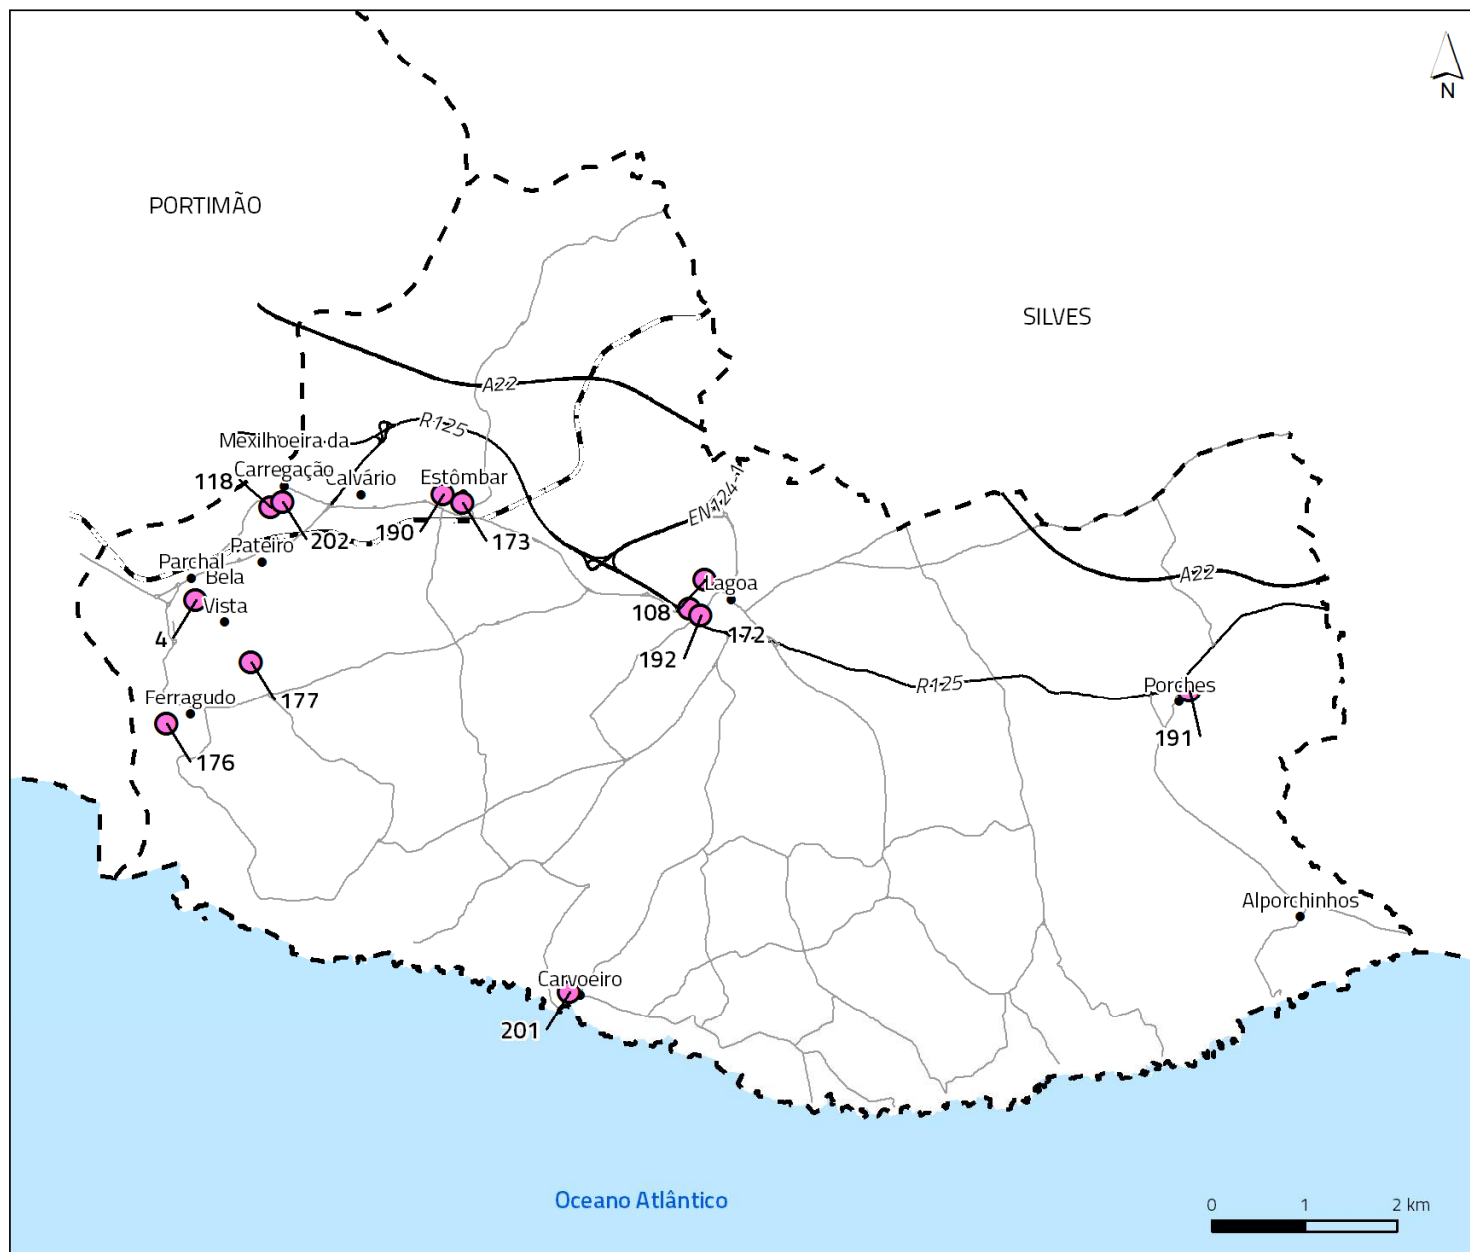 N
PORTIMÃO
SILVES
A22
R125
Mexilhoeira da
Carregação
Calvário
Estômbar
118
EN124-1
190
173
202
Pateiro
Parchal
Bela
Vista
A22
Lagoa
108
4
172
192
R125
Porches
177
Ferragudo
191
176
Alporchinhos
Carvoeiro
201
Oceano Atlântico
0 1 2 km